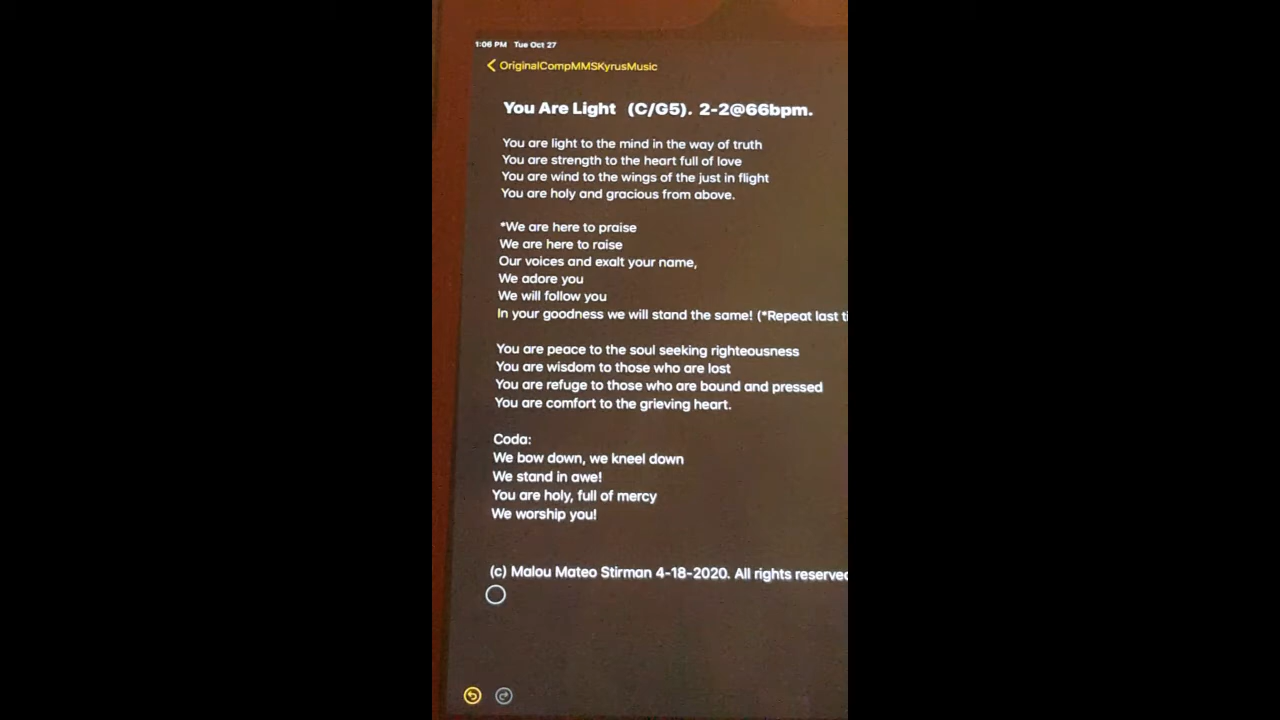 1:06 PM Tue Oct 27
OriginalCompMMSKyrusMusic
You Are Light (C/G5). 2-2@66bpm.
You are light to the mind in the way of truth
You are strength to the heart full of love
You are wind to the wings of the just in flight
You are holy and gracious from above.
*We are here to praise
We are here to raise
Our voices and exalt your name,
We adore you
We will follow you
In your goodness we will stand the same! (*Repeat last ti
You are peace to the soul seeking righteousness
You are wisdom to those who are lost
You are refuge to those who are bound and pressed
You are comfort to the grieving heart.
Coda:
We bow down, we kneel down
We stand in awe!
You are holy, full of mercy
We worship you!
(c) Malou Mateo Stirman 4-18-2020. All rights reserve